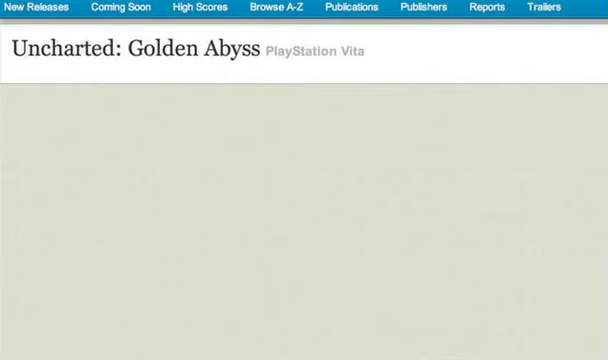 New Releases Coming Soon High Scores Browse A-Z Publications Publishers Reports Trailers
Uncharted: Golden Abyss PlayStation Vita